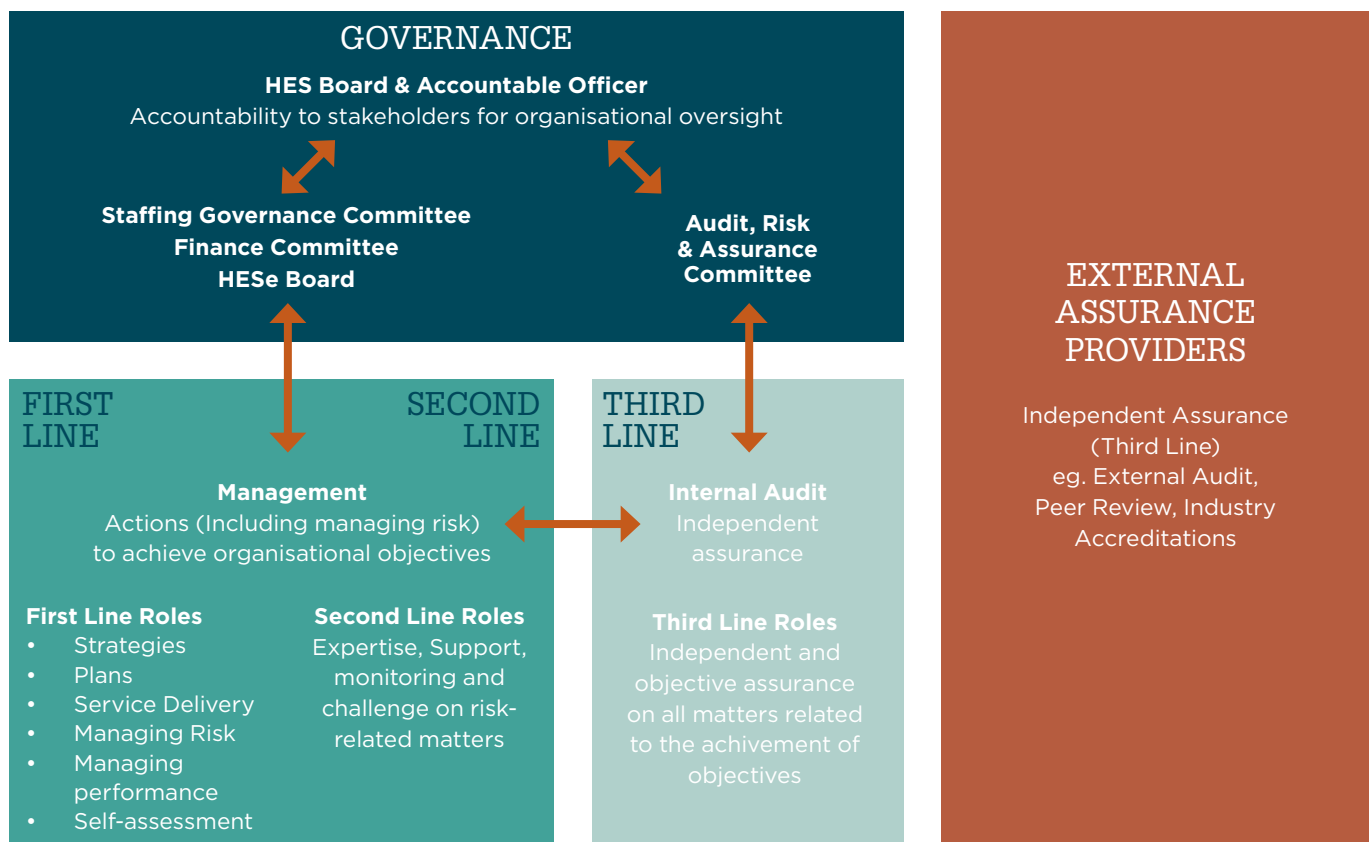 GOVERNANCE
HES Board & Accountable Officer
Accountability to stakeholders for organisational oversight
Staffing Governance Committee
Finance Committee
HESe Board
Audit, Risk
& Assurance
Committee
FIRST
LINE
SECOND
LINE
Management
Actions (Including managing risk)
to achieve organisational objectives
First Line Roles
• Strategies
• Plans
• Service Delivery
• Managing Risk
• Managing
performance
• Self-assessment
Second Line Roles
Expertise, Support,
monitoring and
challenge on risk-
related matters
THIRD
LINE
Internal Audit
Independent
assurance
Third Line Roles
Independent and
objective assurance
on all matters related
to the achivement of
objectives
EXTERNAL
ASSURANCE
PROVIDERS
Independent Assurance
(Third Line)
eg. External Audit,
Peer Review, Industry
Accreditations